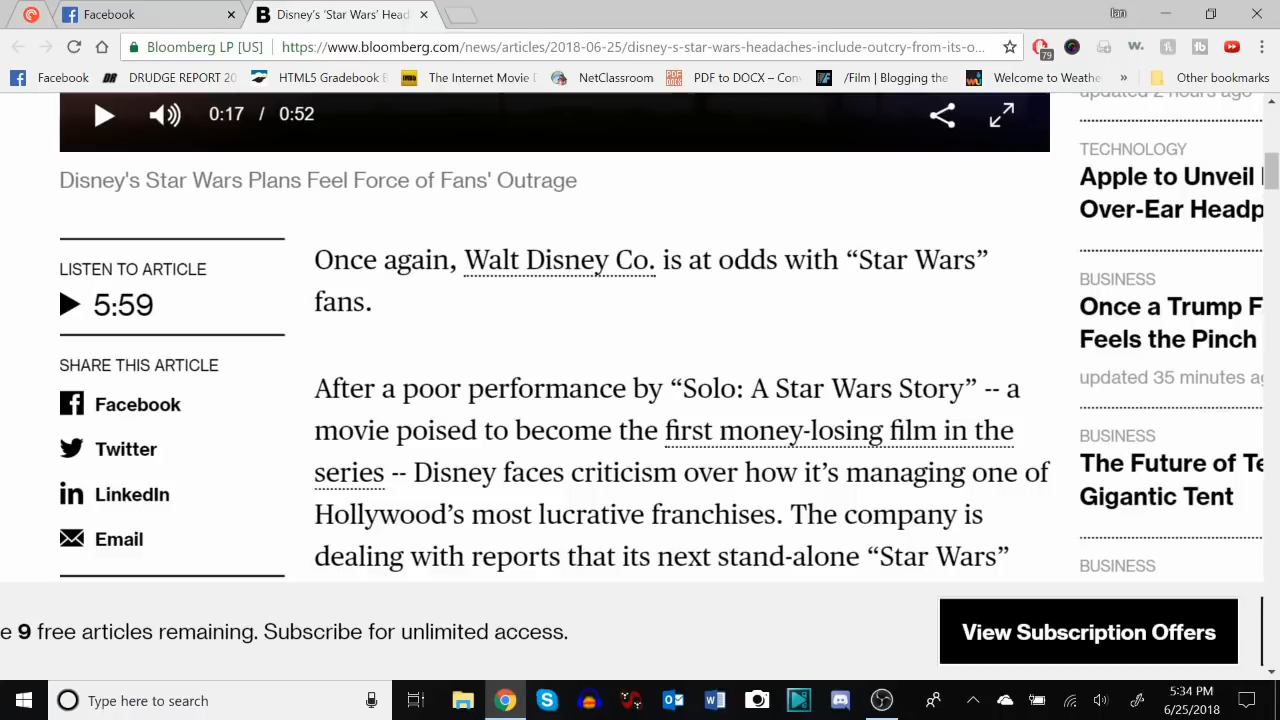 Facebook
Disney's 'Star Wars' Head
Ian
Bloomberg LP [US]
https://www.bloomberg.com/news/articles/2018-06-25/disney-s-star-wars-headaches-include-outcry-from-its-o...
79
Facebook
DRUDGE REPORT 20
HTML5 Gradebook
The Internet Movie
NetClassroom
PDF to DOCX – Con
/Film | Blogging the
Welcome to Weathe
»
Other bookmarks
0:17 / 0:52
Disney's Star Wars Plans Feel Force of Fans' Outrage
LISTEN TO ARTICLE
5:59
SHARE THIS ARTICLE
Facebook
Twitter
LinkedIn
Email
Once again, Walt Disney Co. is at odds with “Star Wars”
fans.
After a poor performance by “Solo: A Star Wars Story” -- a
movie poised to become the first money-losing film in the
series -- Disney faces criticism over how it’s managing one of
Hollywood’s most lucrative franchises. The company is
dealing with reports that its next stand-alone “Star Wars”
updated 2 hours ago
TECHNOLOGY
Apple to Unveil
Over-Ear Headp
BUSINESS
Once a Trump F
Feels the Pinch
updated 35 minutes ag
BUSINESS
The Future of Te
Gigantic Tent
BUSINESS
e 9 free articles remaining. Subscribe for unlimited access.
View Subscription Offers
Type here to search
5:34 PM
6/25/2018